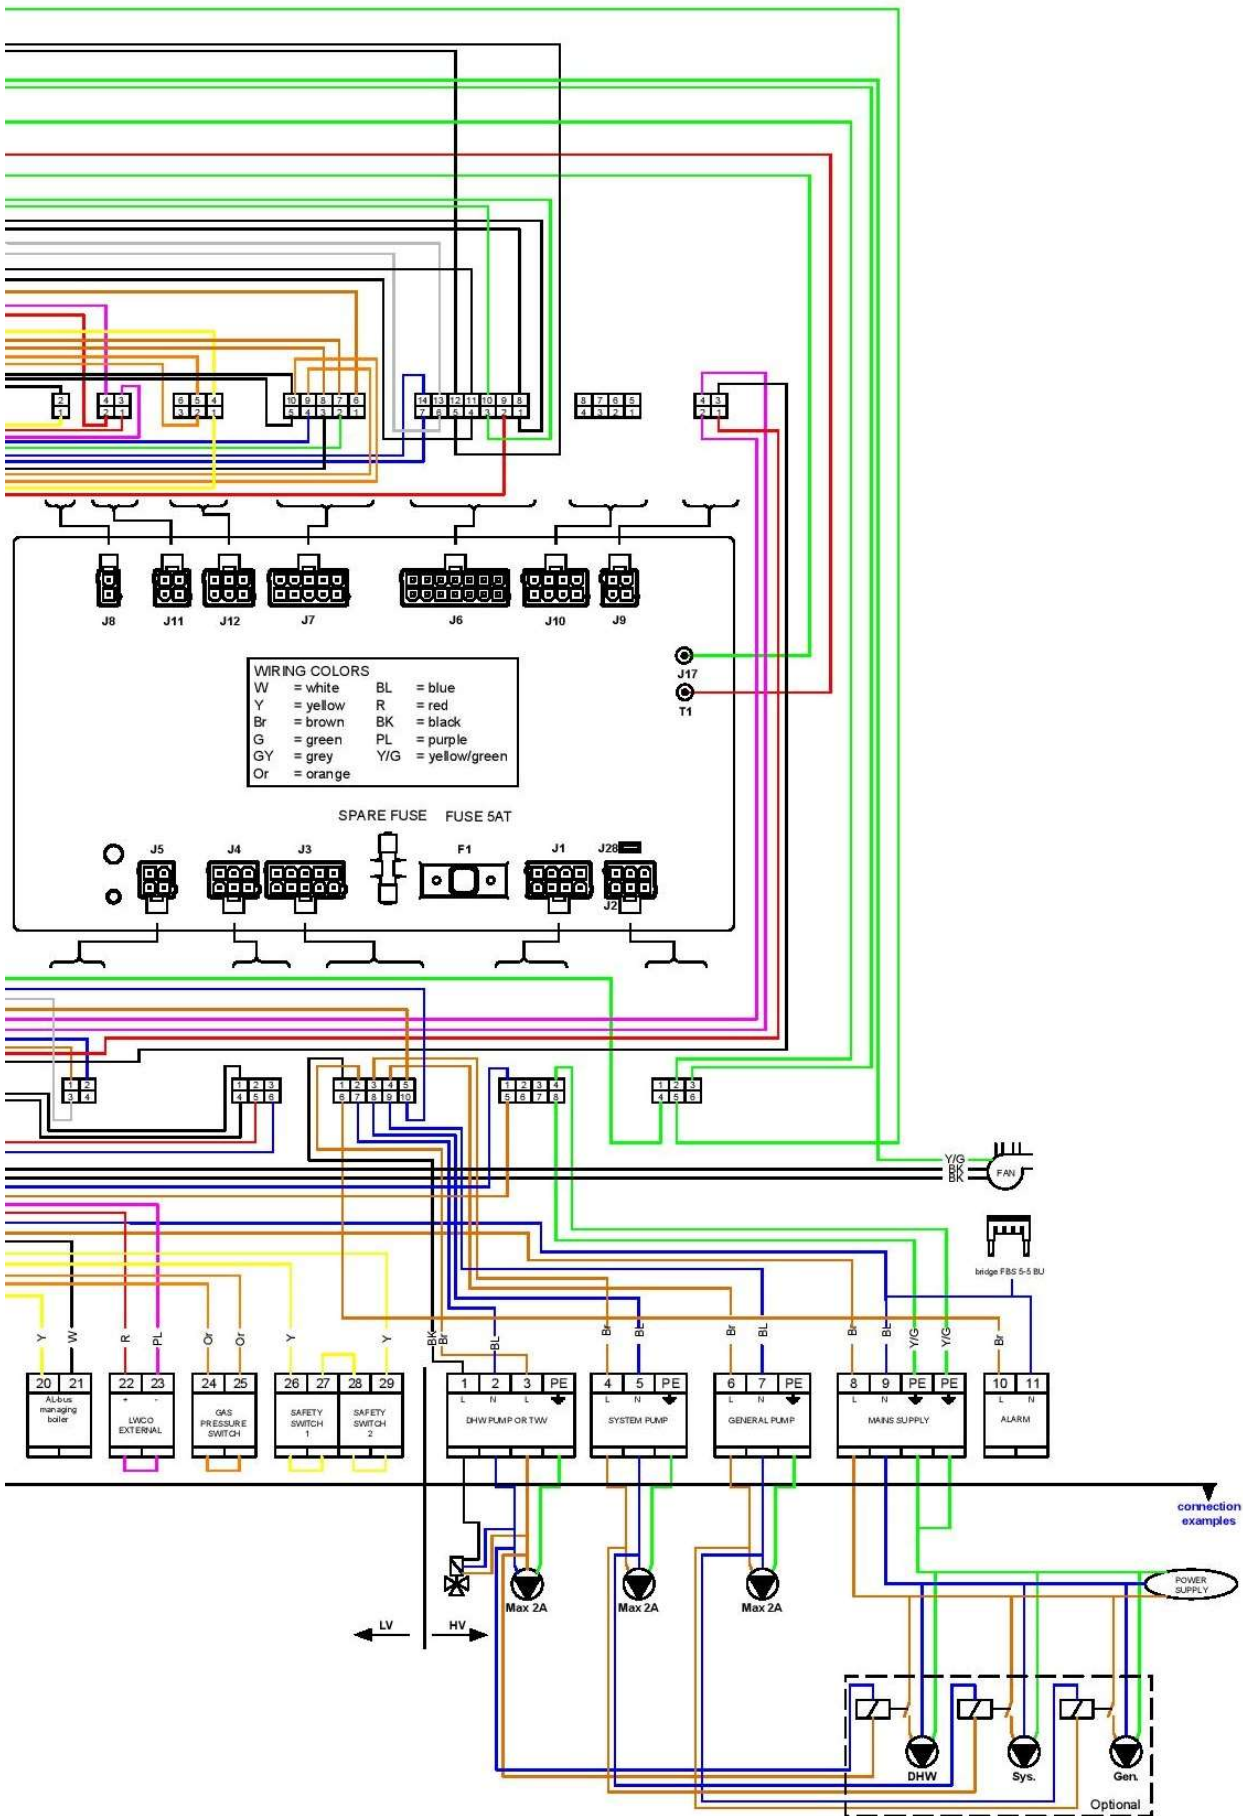 2
1
4 3
2 1
6 5 4
3 2 1
10 9 8 7 6
5 4 3 2 1
14 13 12 11 10 9 8
7 6 5 4 3 2 1
8 7 6 5
4 3 2 1
4 3
2 1
J8
J11
J12
J7
J6
J10
J9
J17
T1
WIRING COLORS
W = white BL = blue
Y = yellow R = red
Br = brown BK = black
G = green PL = purple
GY = grey Y/G = yellow/green
Or = orange
SPARE FUSE FUSE 5AT
J5
J4
J3
F1
J1
J28
J2
1 2
3 4
1 2 3
4 5 6
1 2 3 4 5
6 7 8 9 10
1 2 3 4
5 6 7 8
1 2 3
4 5 6
Y/G
BK
BK
FAN
bridge FBS 5-5 BU
Y
W
R
PL
Or
Or
Y
Y
BK
Br
BL
Br
BL
Br
BL
Br
BL
Y/G
Y/G
Br
20 21
AL-bus
managing
boiler
22 23
+ -
LWCO
EXTERNAL
24 25
GAS
PRESSURE
SWITCH
26 27
SAFETY
SWITCH
1
28 29
SAFETY
SWITCH
2
1 2 3 PE
L N L
DHW PUMP OR TWV
4 5 PE
L N
SYSTEM PUMP
6 7 PE
L N
GENERAL PUMP
8 9 PE PE
L N
MAINS SUPPLY
10 11
L N
ALARM
connection
examples
POWER
SUPPLY
Max 2A
Max 2A
Max 2A
LV
HV
DHW
Sys.
Gen.
Optional